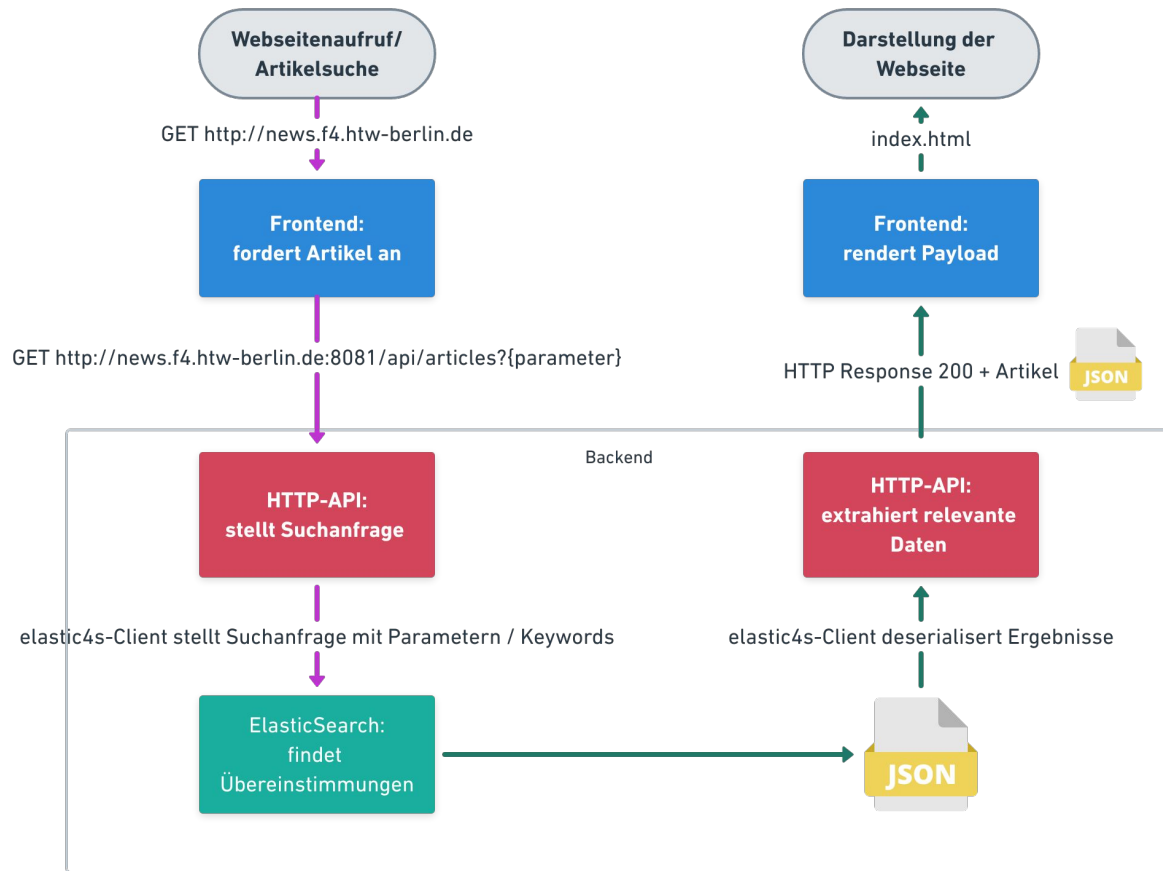 Webseitenaufruf/
Artikelsuche
GET http://news.f4.htw-berlin.de
Frontend:
fordert Artikel an
GET http://news.f4.htw-berlin.de:8081/api/articles?{parameter}
Backend
HTTP-API:
stellt Suchanfrage
elastic4s-Client stellt Suchanfrage mit Parametern / Keywords
ElasticSearch:
findet
Übereinstimmungen
JSON
elastic4s-Client deserialisert Ergebnisse
HTTP-API:
extrahiert relevante
Daten
HTTP Response 200 + Artikel
JSON
Frontend:
rendert Payload
index.html
Darstellung der
Webseite